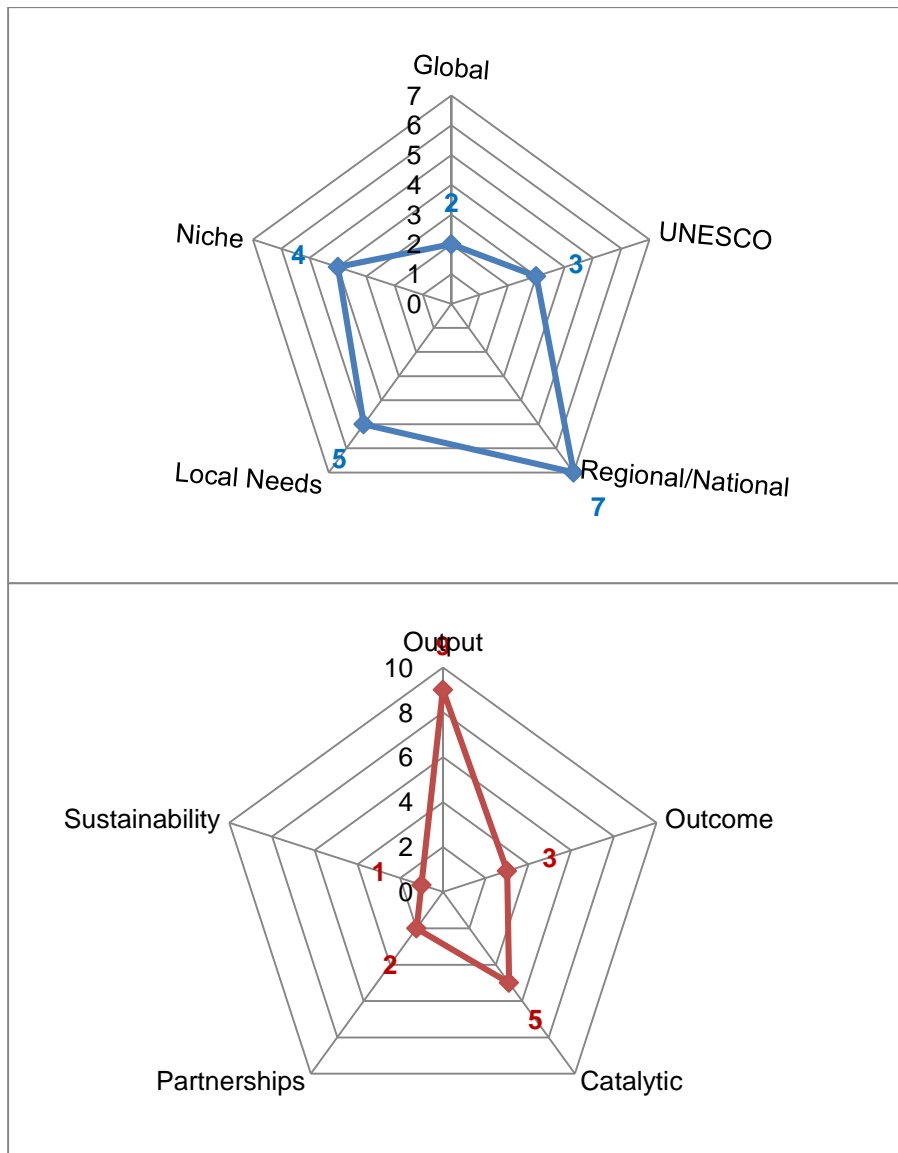 Global
7
6
5
4
3
2
2
1
0
UNESCO
3
Niche
4
Local Needs
5
Regional/National
7
Output
9
10
8
6
4
2
0
Sustainability
1
Outcome
3
2
5
Partnerships
Catalytic